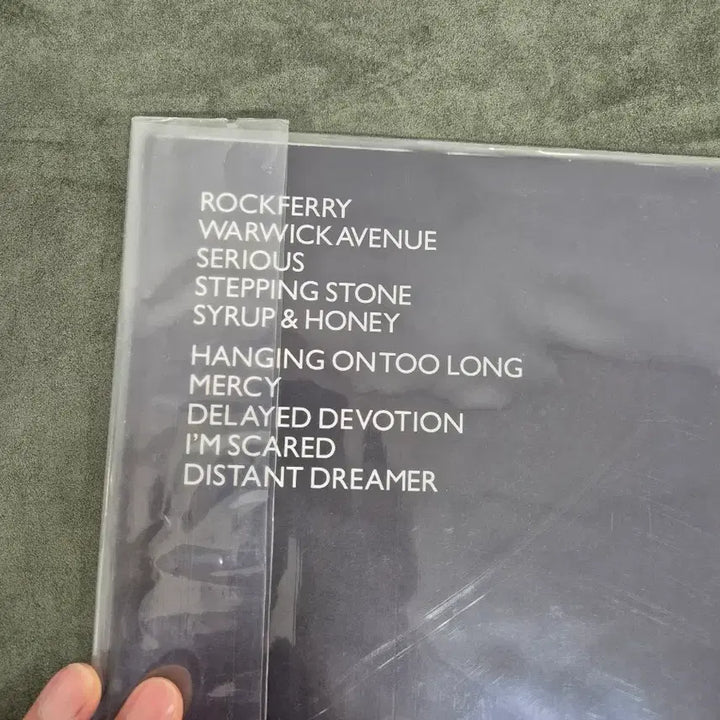 ROCKFERRY
WARWICK AVENUE
SERIOUS
STEPPING STONE
SYRUP & HONEY
HANGING ON TOO LONG
MERCY
DELAYED DEVOTION
I'M SCARED
DISTANT DREAMER